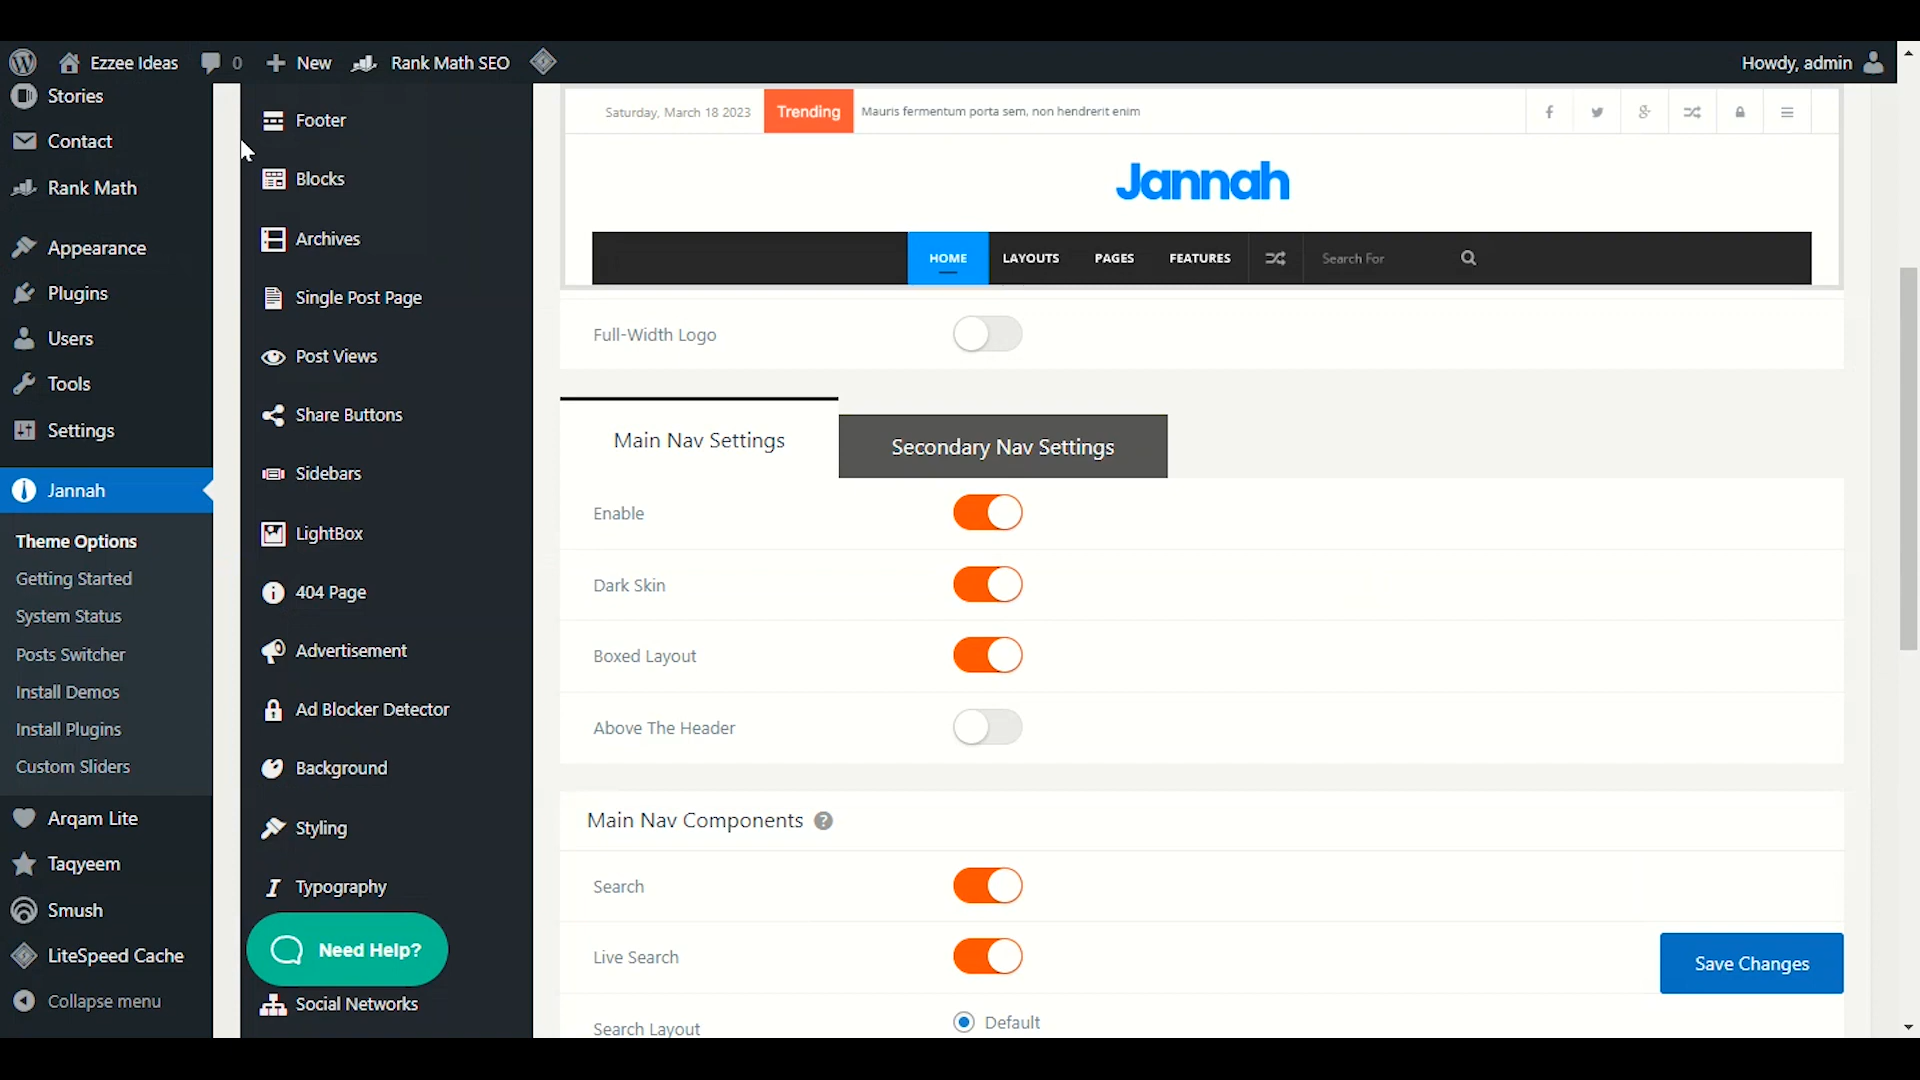 Ezzee Ideas 0 New Rank Math SEO Howdy, admin
Stories
Contact
Rank Math
Appearance
Plugins
Users
Tools
Settings
Jannah
Theme Options
Getting Started
System Status
Posts Switcher
Install Demos
Install Plugins
Custom Sliders
Arqam Lite
Taqyeem
Smush
LiteSpeed Cache
Collapse menu
Footer
Blocks
Archives
Single Post Page
Post Views
Share Buttons
Sidebars
LightBox
404 Page
Advertisement
Ad Blocker Detector
Background
Styling
Typography
Need Help?
Social Networks
Saturday, March 18 2023 Trending Mauris fermentum porta sem, non hendrerit enim
Jannah
HOME LAYOUTS PAGES FEATURES Search For
Full-Width Logo
Main Nav Settings Secondary Nav Settings
Enable
Dark Skin
Boxed Layout
Above The Header
Main Nav Components ?
Search
Live Search
Save Changes
Search Layout Default